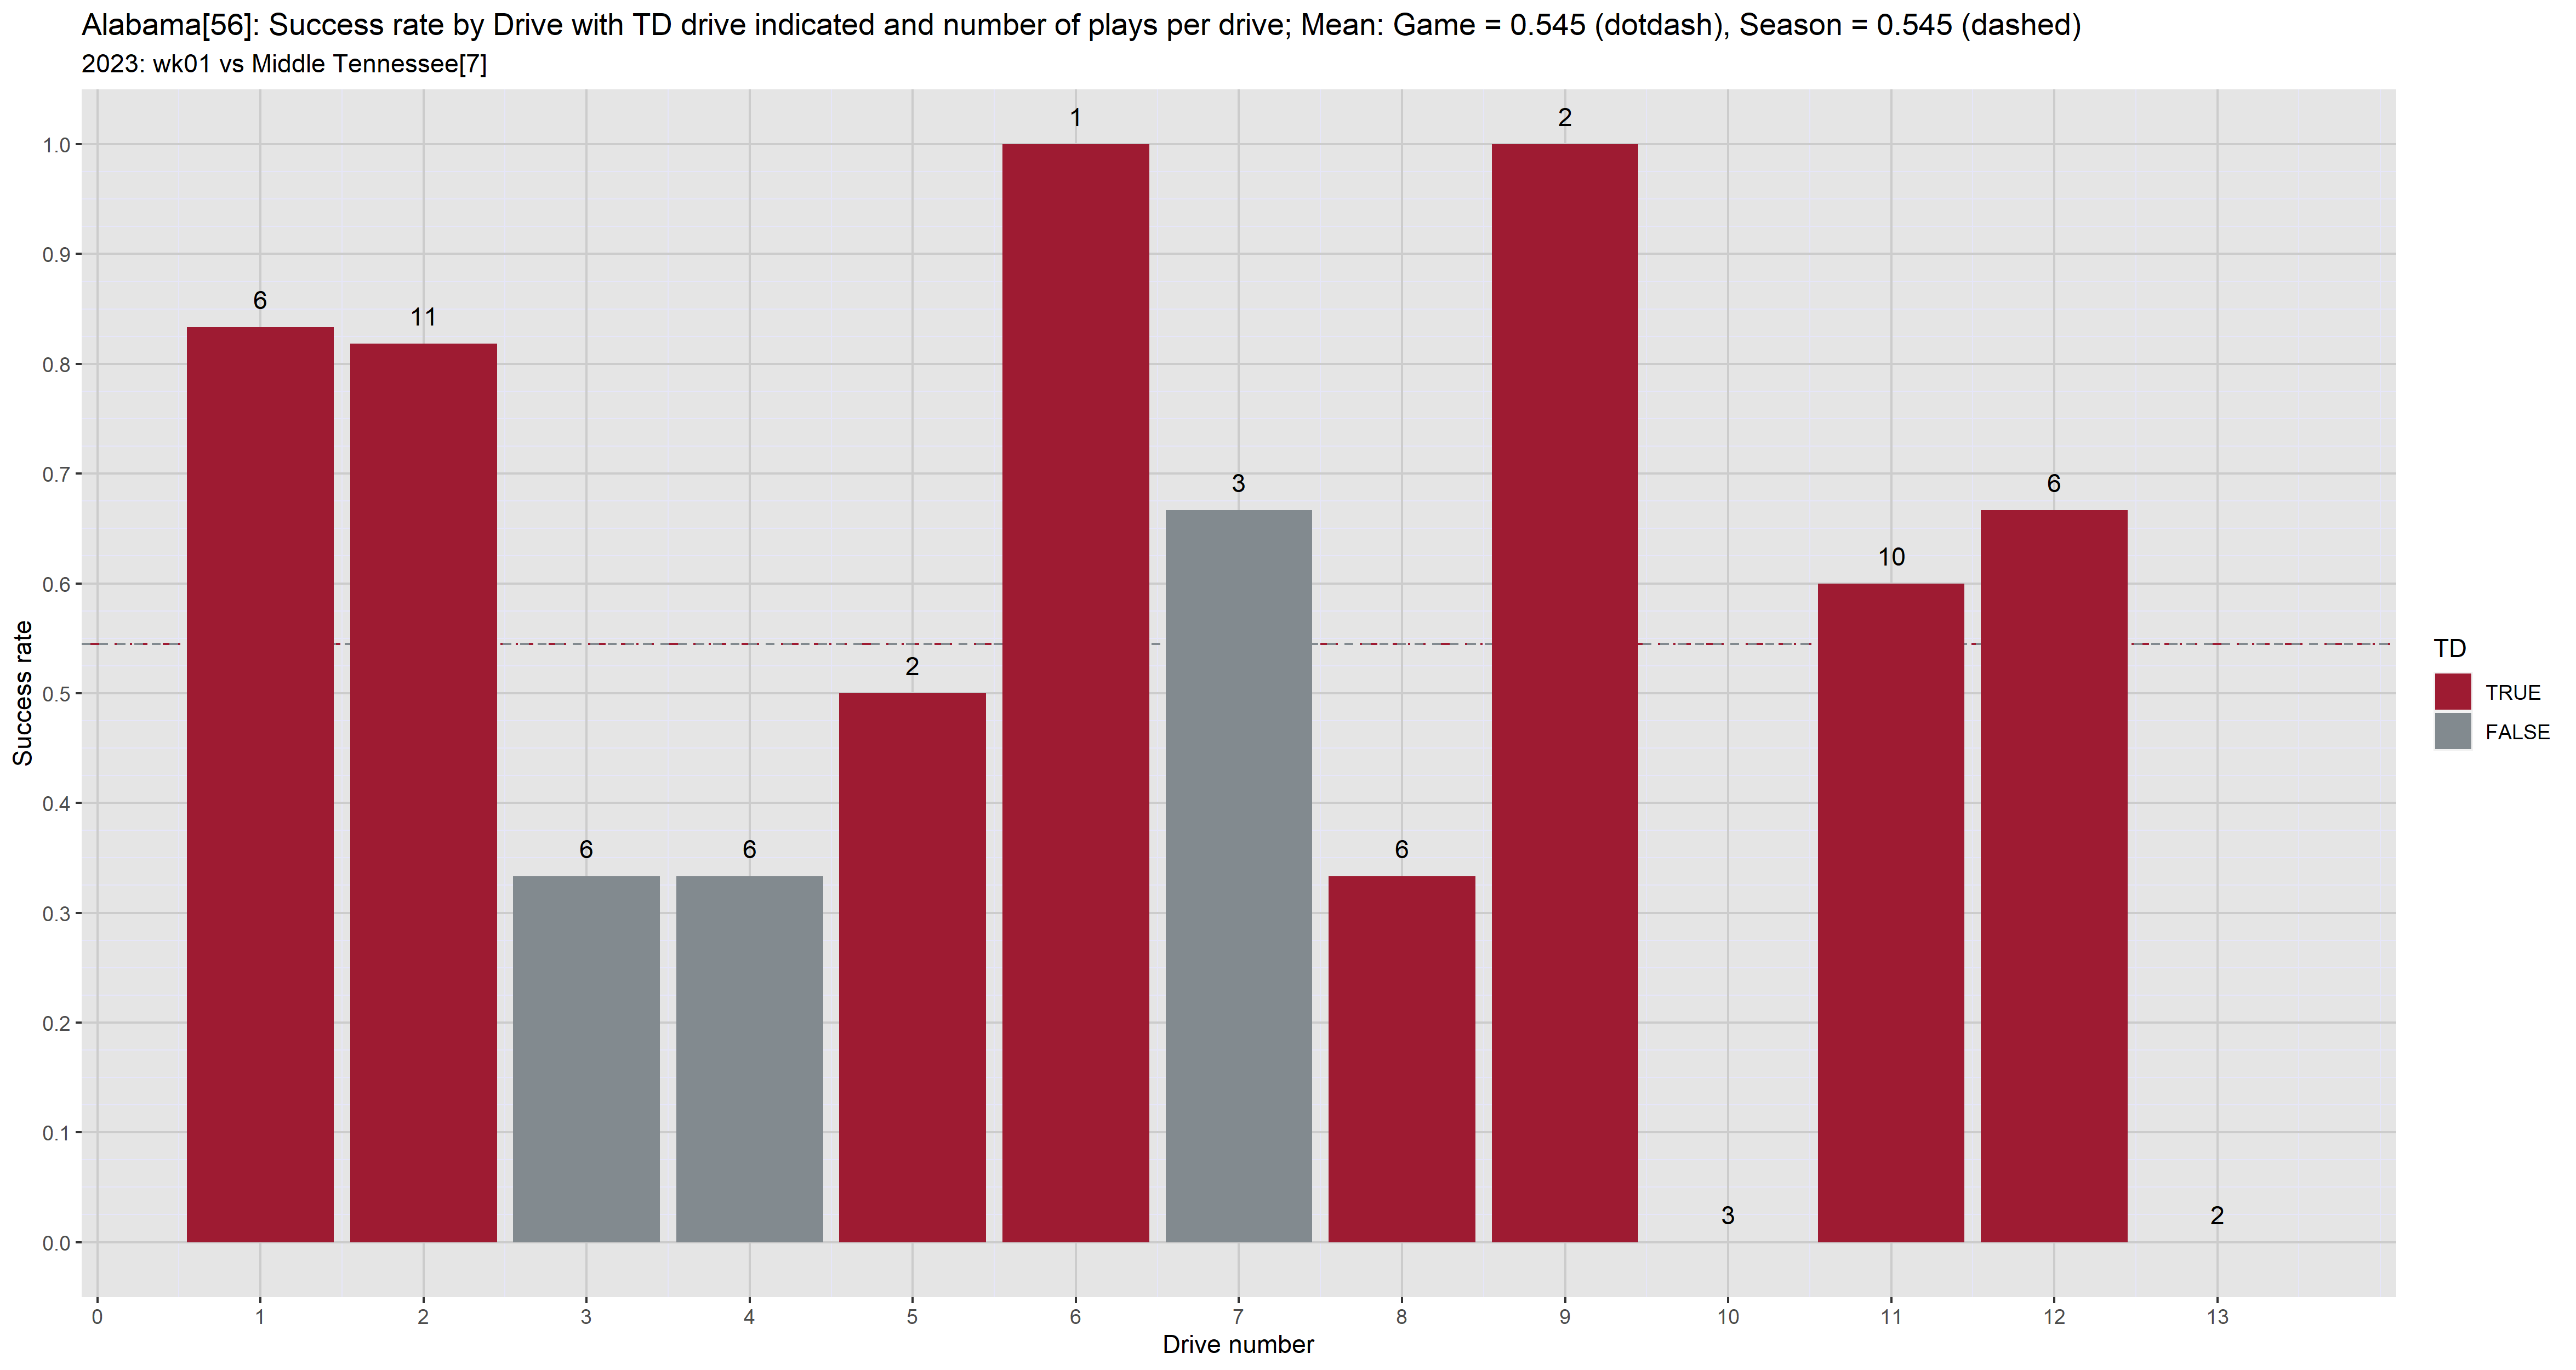 Alabama[56]: Success rate by Drive with TD drive indicated and number of plays per drive; Mean: Game = 0.545 (dotdash), Season = 0.545 (dashed)
2023: wk01 vs Middle Tennessee[7]
1 2
1.0
0.9
6 11
0.8
0.7
3 6
10
0.6
Success rate
2
0.5
0.4
6 6 6
0.3
0.2
0.1
3 2
0.0
0 1 2 3 4 5 6 7 8 9 10 11 12 13
Drive number
TD
TRUE
FALSE